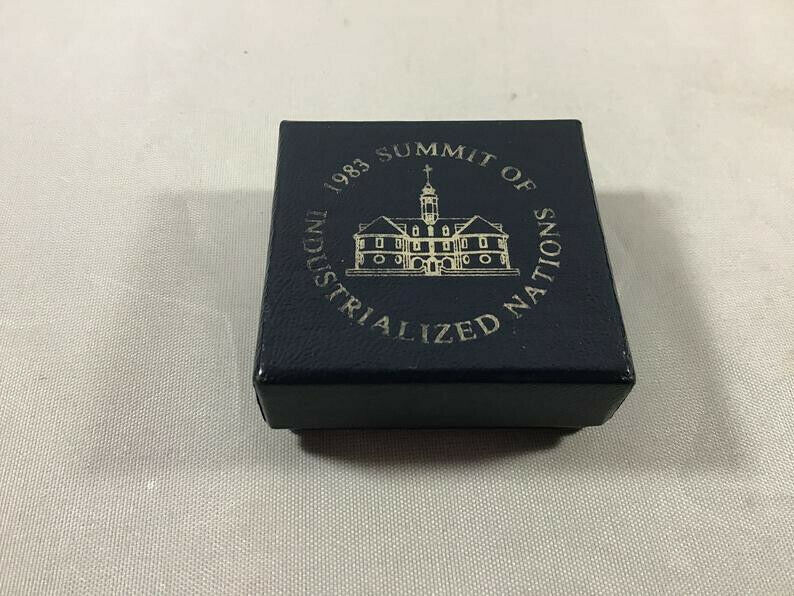 1983 SUMMIT OF
INDUSTRIALIZED NATIONS